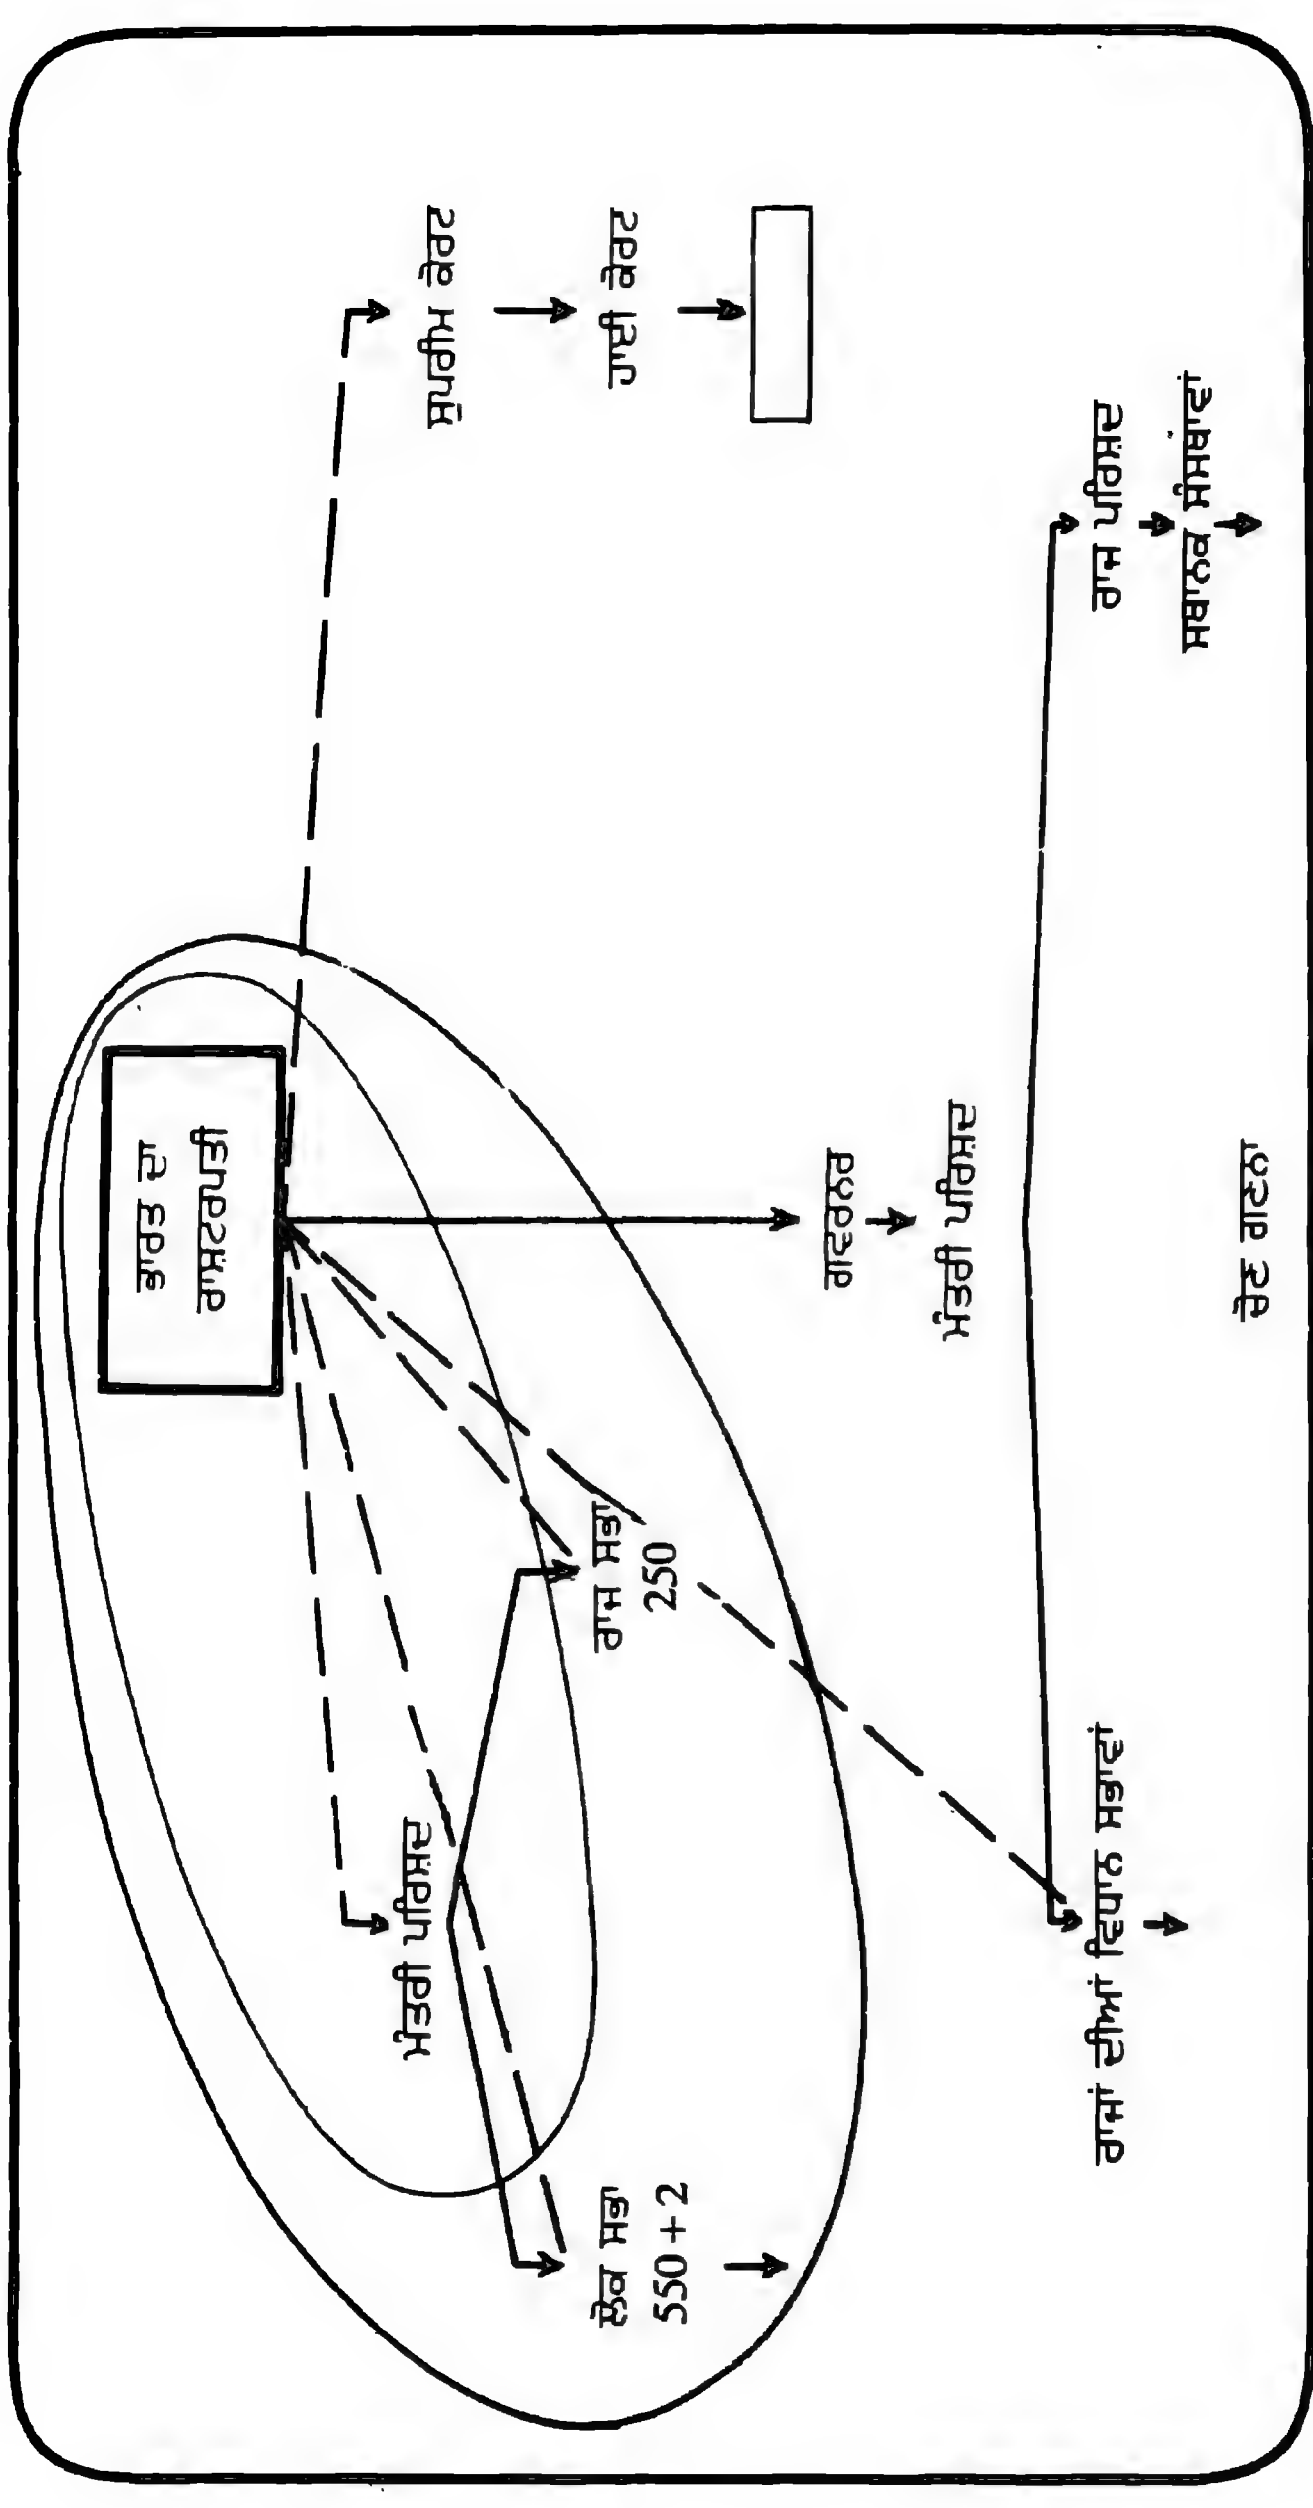 ਭਾਰਤ ਦਾ
ਰਾਸ਼ਟਰਪਤੀ
ਮੰਤਰੀ ਪਰੀਸ਼ਦ
ਸੁਪਰੀਮ ਕੋਰਟ
ਲੋਕ ਸਭਾ
550 + 2
ਰਾਜ ਸਭਾ
250
ਹਾਈ ਕੋਰਟ
ਗਵਰਨਰ
ਮੰਤਰੀ ਪਰੀਸ਼ਦ
ਰਾਜਾਂ ਦੀਆਂ ਵਿਧਾਨ ਸਭਾਵਾਂ
ਰਾਜ ਪਰੀਸ਼ਦ
ਸਥਾਨਕ ਸੰਸਥਾਵਾਂ